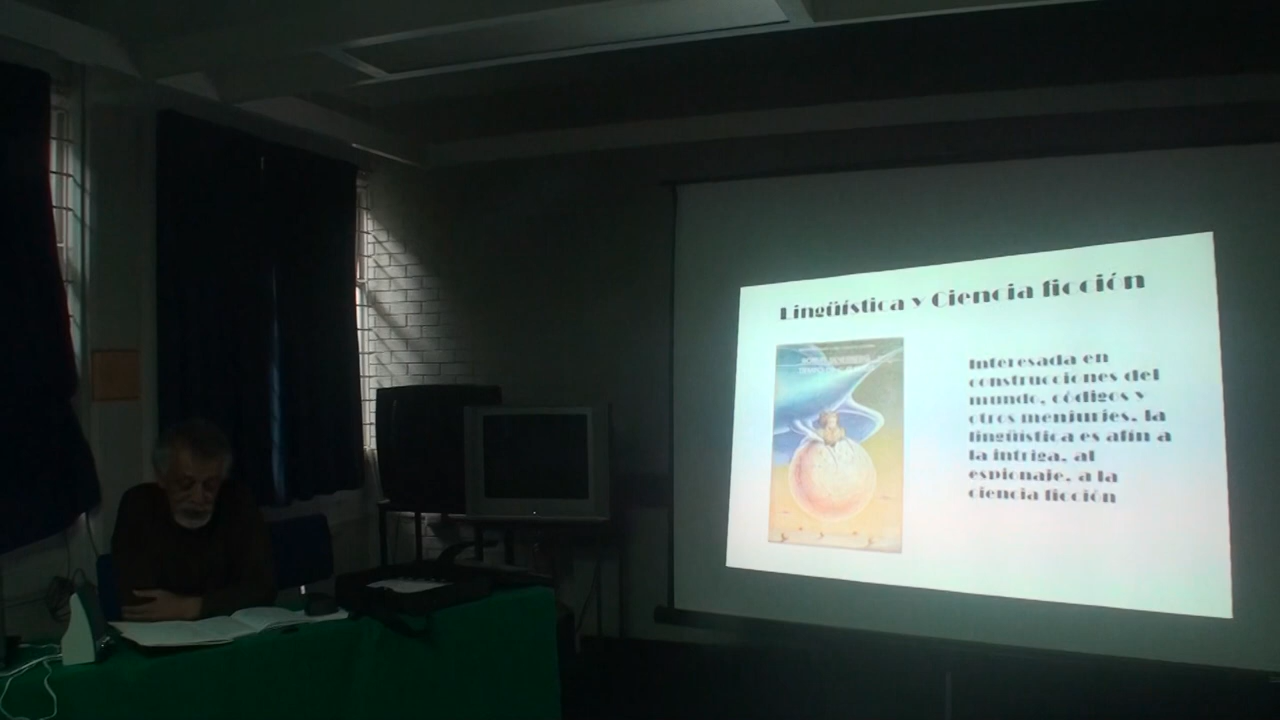 Lingüística y Ciencia ficción
Interesada en
construcciones del
mundo, códigos y
otros menjurjes, la
lingüística es afín a
la intriga, al
espionaje, a la
ciencia ficción